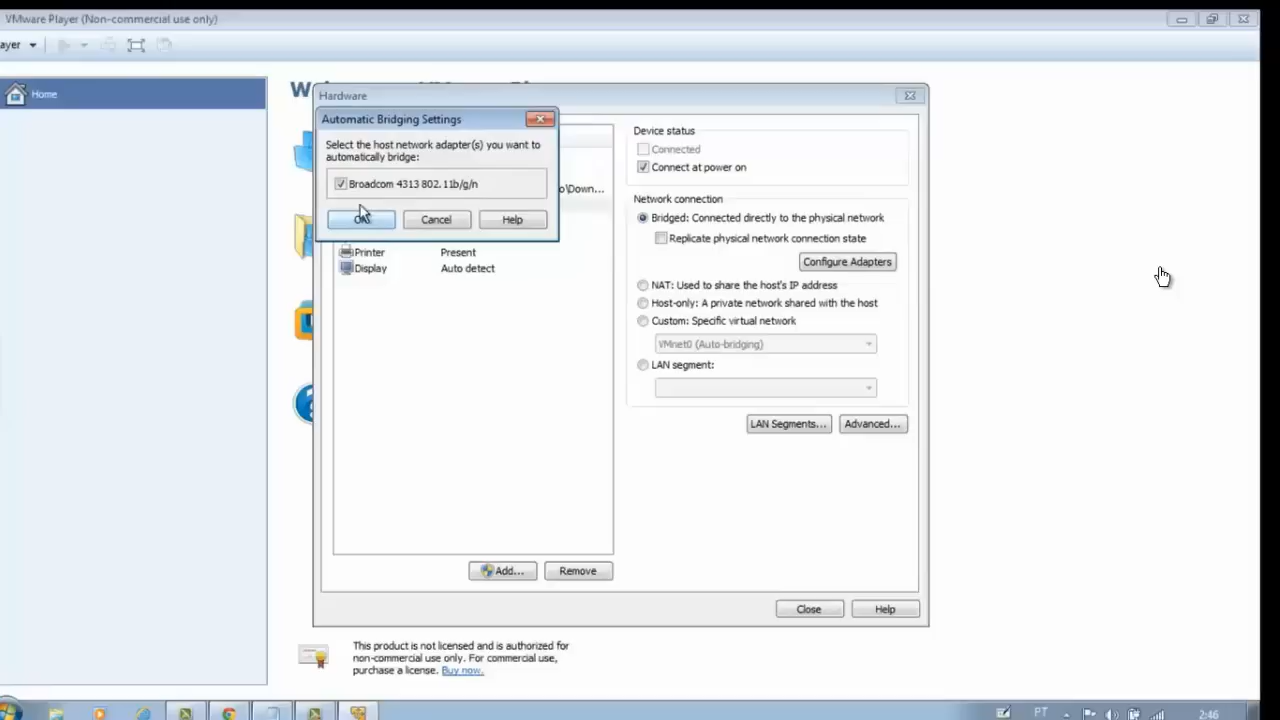 VMware Player (Non-commercial use only)
ayer
Home
Hardware
Automatic Bridging Settings
Select the host network adapter(s) you want to
automatically bridge:
Broadcom 4313 802.11b/g/n
Cancel
Help
o\Down...
Printer Present
Display Auto detect
Device status
Connected
Connect at power on
Network connection
Bridged: Connected directly to the physical network
Replicate physical network connection state
Configure Adapters
NAT: Used to share the host's IP address
Host-only: A private network shared with the host
Custom: Specific virtual network
VMnet0 (Auto-bridging)
LAN segment:
LAN Segments...
Advanced...
Add...
Remove
Close
Help
This product is not licensed and is authorized for
non-commercial use only. For commercial use,
purchase a license. Buy now.
PT
2:46